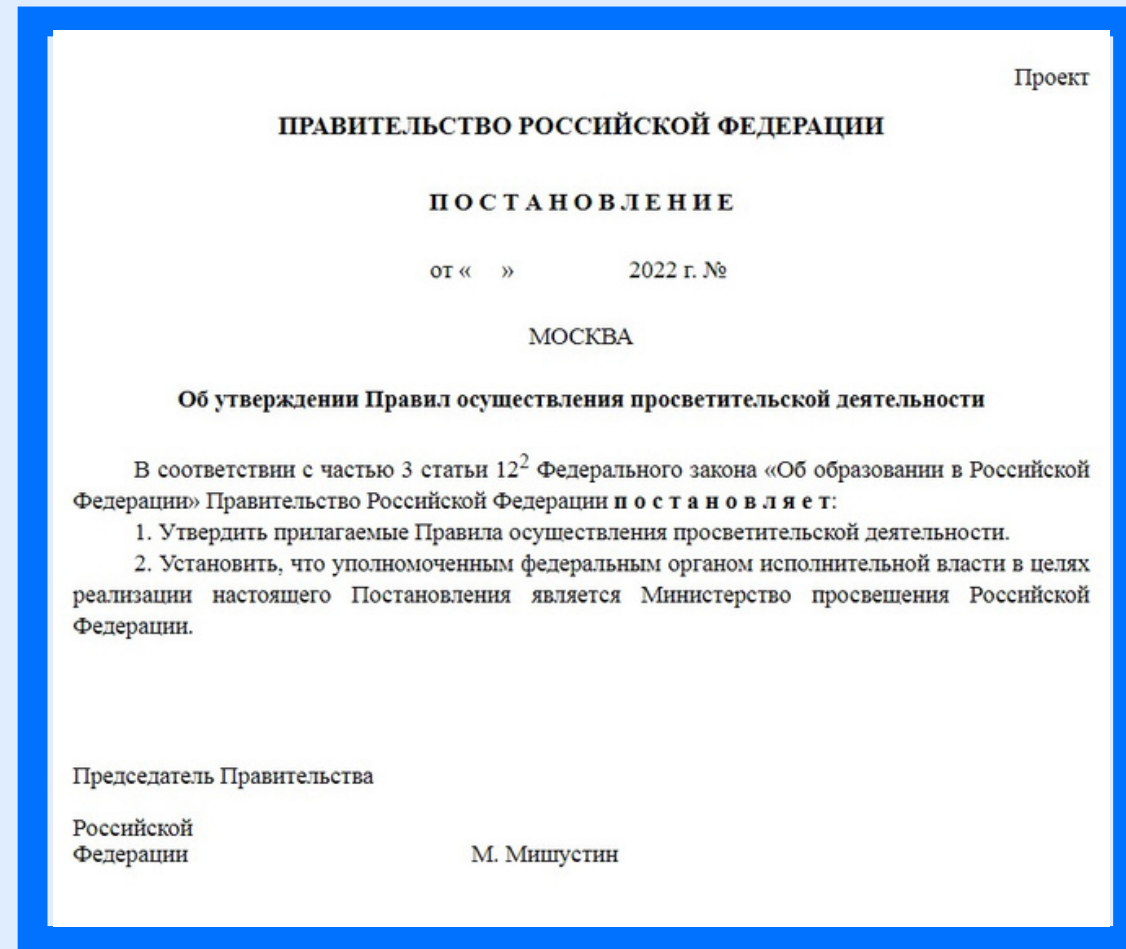 Проект
ПРАВИТЕЛЬСТВО РОССИЙСКОЙ ФЕДЕРАЦИИ
П О С Т А Н О В Л Е Н И Е
от « » 2022 г. №
МОСКВА
Об утверждении Правил осуществления просветительской деятельности
В соответствии с частью 3 статьи 12² Федерального закона «Об образовании в Российской
Федерации» Правительство Российской Федерации п о с т а н о в л я е т:
1. Утвердить прилагаемые Правила осуществления просветительской деятельности.
2. Установить, что уполномоченным федеральным органом исполнительной власти в целях
реализации настоящего Постановления является Министерство просвещения Российской
Федерации.
Председатель Правительства
Российской
Федерации М. Мишустин